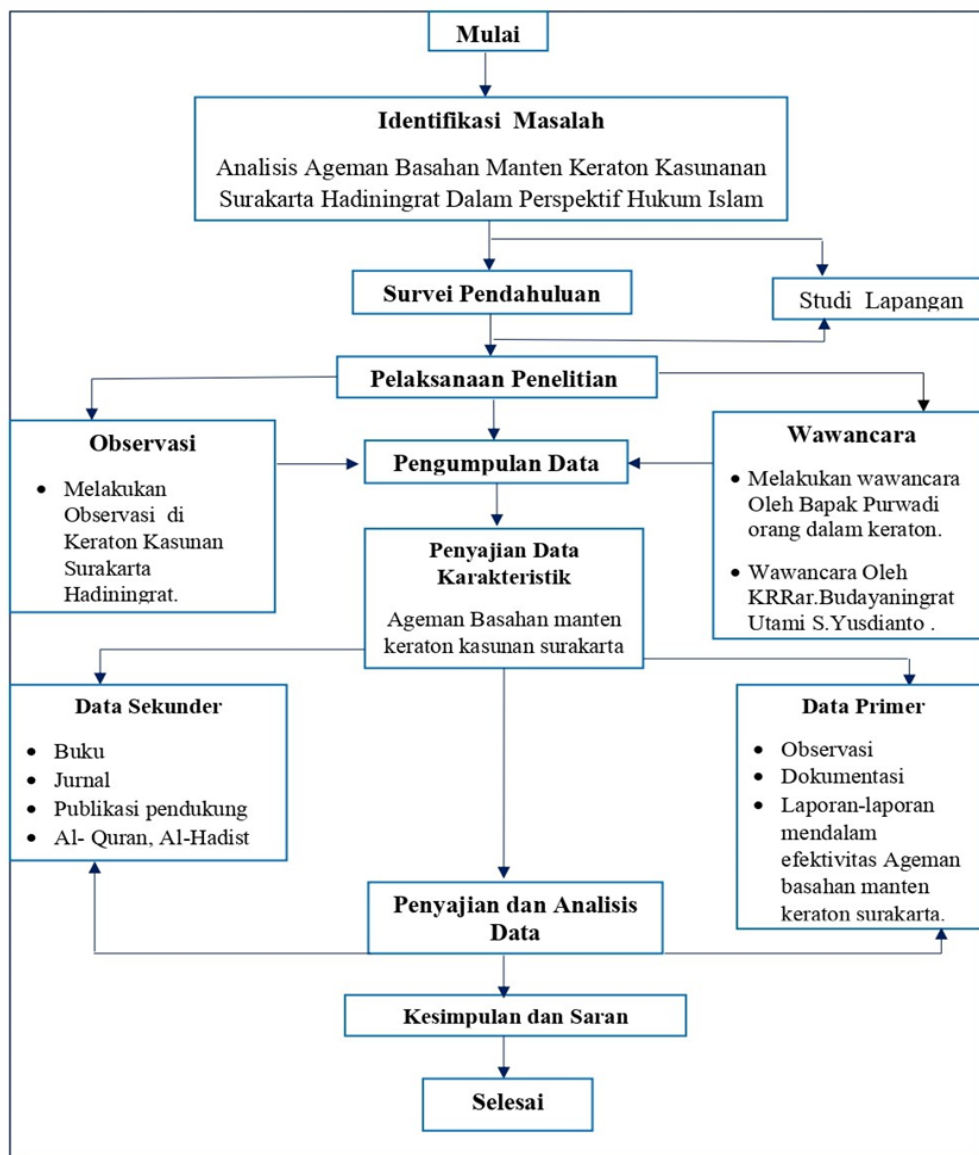 Mulai
Identifikasi Masalah
Analisis Ageman Basahan Manten Keraton Kasunanan
Surakarta Hadiningrat Dalam Perspektif Hukum Islam
Survei Pendahuluan
Studi Lapangan
Pelaksanaan Penelitian
Observasi
• Melakukan
Observasi di
Keraton Kasunan
Surakarta
Hadiningrat.
Pengumpulan Data
Wawancara
• Melakukan wawancara
Oleh Bapak Purwadi
orang dalam keraton.
• Wawancara Oleh
KRRar.Budayaningrat
Utami S.Yusdianto .
Penyajian Data
Karakteristik
Ageman Basahan manten
keraton kasunan surakarta
Data Sekunder
• Buku
• Jurnal
• Publikasi pendukung
• Al- Quran, Al-Hadist
Data Primer
• Observasi
• Dokumentasi
• Laporan-laporan
mendalam
efektivitas Ageman
basahan manten
keraton surakarta.
Penyajian dan Analisis
Data
Kesimpulan dan Saran
Selesai